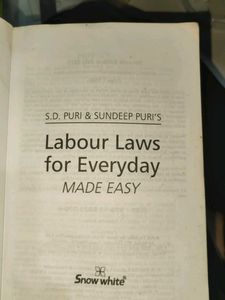 S.D. PURI & SUNDEEP PURI'S
Labour Laws
for Everyday
MADE EASY
Snow white®